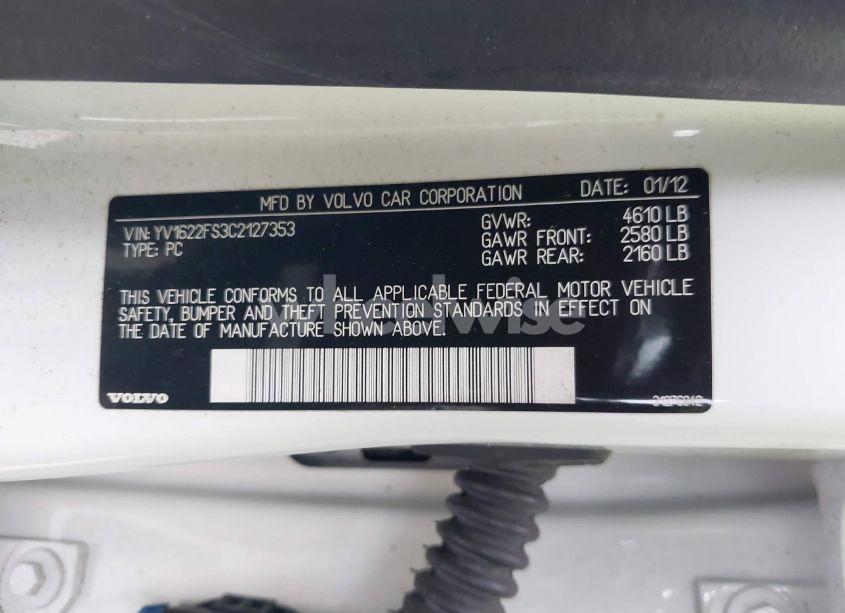 MFD BY VOLVO CAR CORPORATION DATE: 01/12
VIN: YV1622FS3C2127353
TYPE: PC
GVWR: 4610 LB
GAWR FRONT: 2580 LB
GAWR REAR: 2160 LB
THIS VEHICLE CONFORMS TO ALL APPLICABLE FEDERAL MOTOR VEHICLE
SAFETY, BUMPER AND THEFT PREVENTION STANDARDS IN EFFECT ON
THE DATE OF MANUFACTURE SHOWN ABOVE.
VOLVO